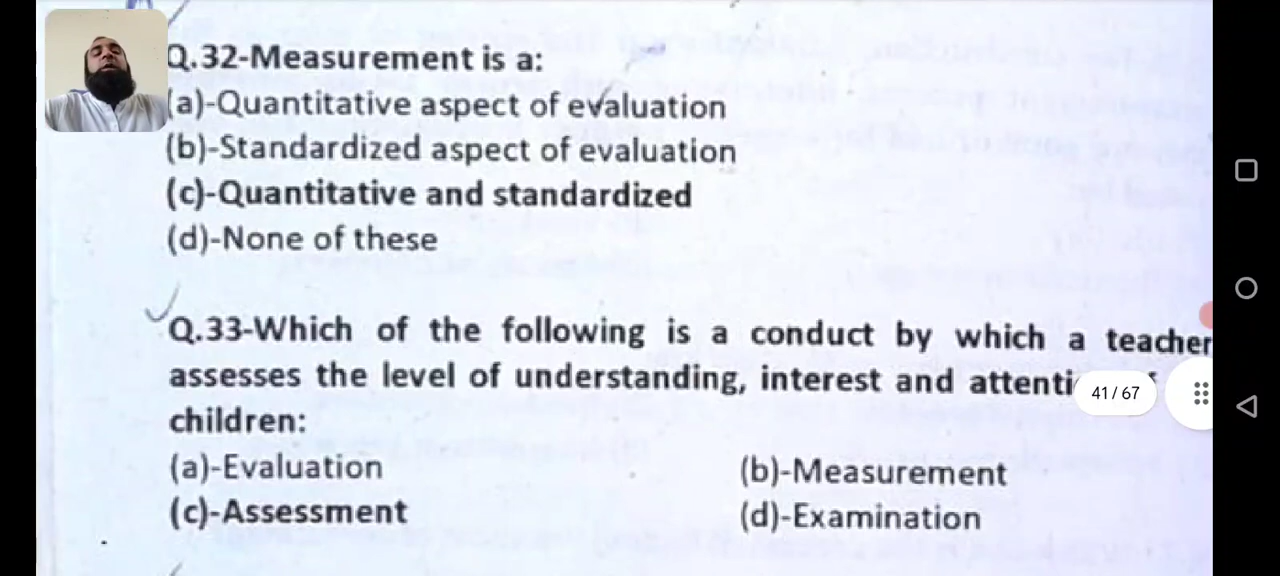 Q.32-Measurement is a:
(a)-Quantitative aspect of evaluation
(b)-Standardized aspect of evaluation
(c)-Quantitative and standardized
(d)-None of these
Q.33-Which of the following is a conduct by which a teacher
assesses the level of understanding, interest and
41/67
children:
(a)-Evaluation (b)-Measurement
(c)-Assessment (d)-Examination